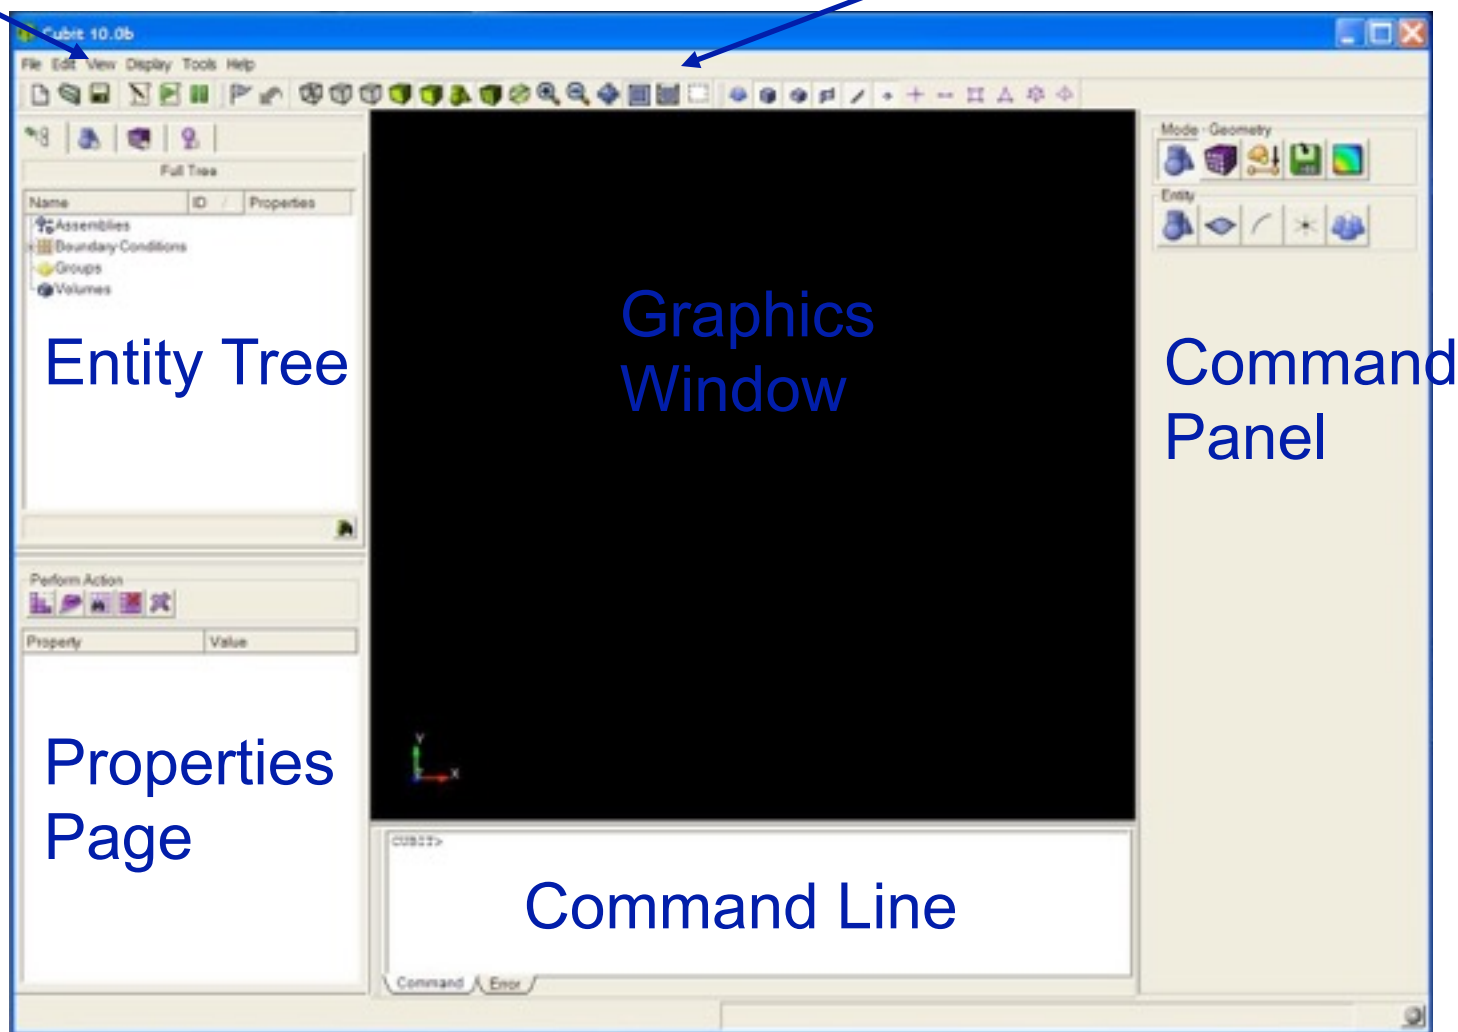 Cubit 10.0b
File Edit View Display Tools Help
Full Tree
Name ID / Properties
Assemblies
Boundary Conditions
Groups
Volumes
Entity Tree
Perform Action
Property Value
Properties
Page
Graphics
Window
Y
Z X
CUBIT>
Command Line
Command Error
Mode - Geometry
Entity
Command
Panel